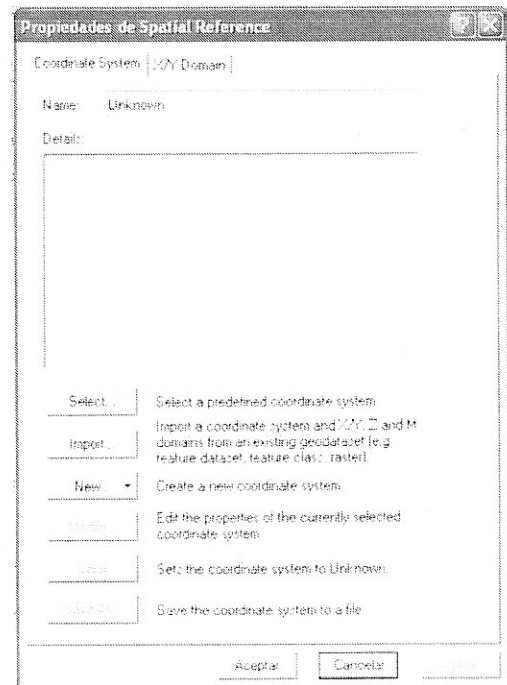 Propiedades de Spatial Reference
Coordinate System X/Y Domain
Name: Unknown
Details:
Select... Select a predefined coordinate system.
Import... Import a coordinate system and X/Y, Z and M
domains from an existing geodataset (e.g.
feature dataset, feature class, raster).
New Create a new coordinate system.
Modify... Edit the properties of the currently selected
coordinate system.
Clear Sets the coordinate system to Unknown.
Save As... Save the coordinate system to a file.
Aceptar Cancelar